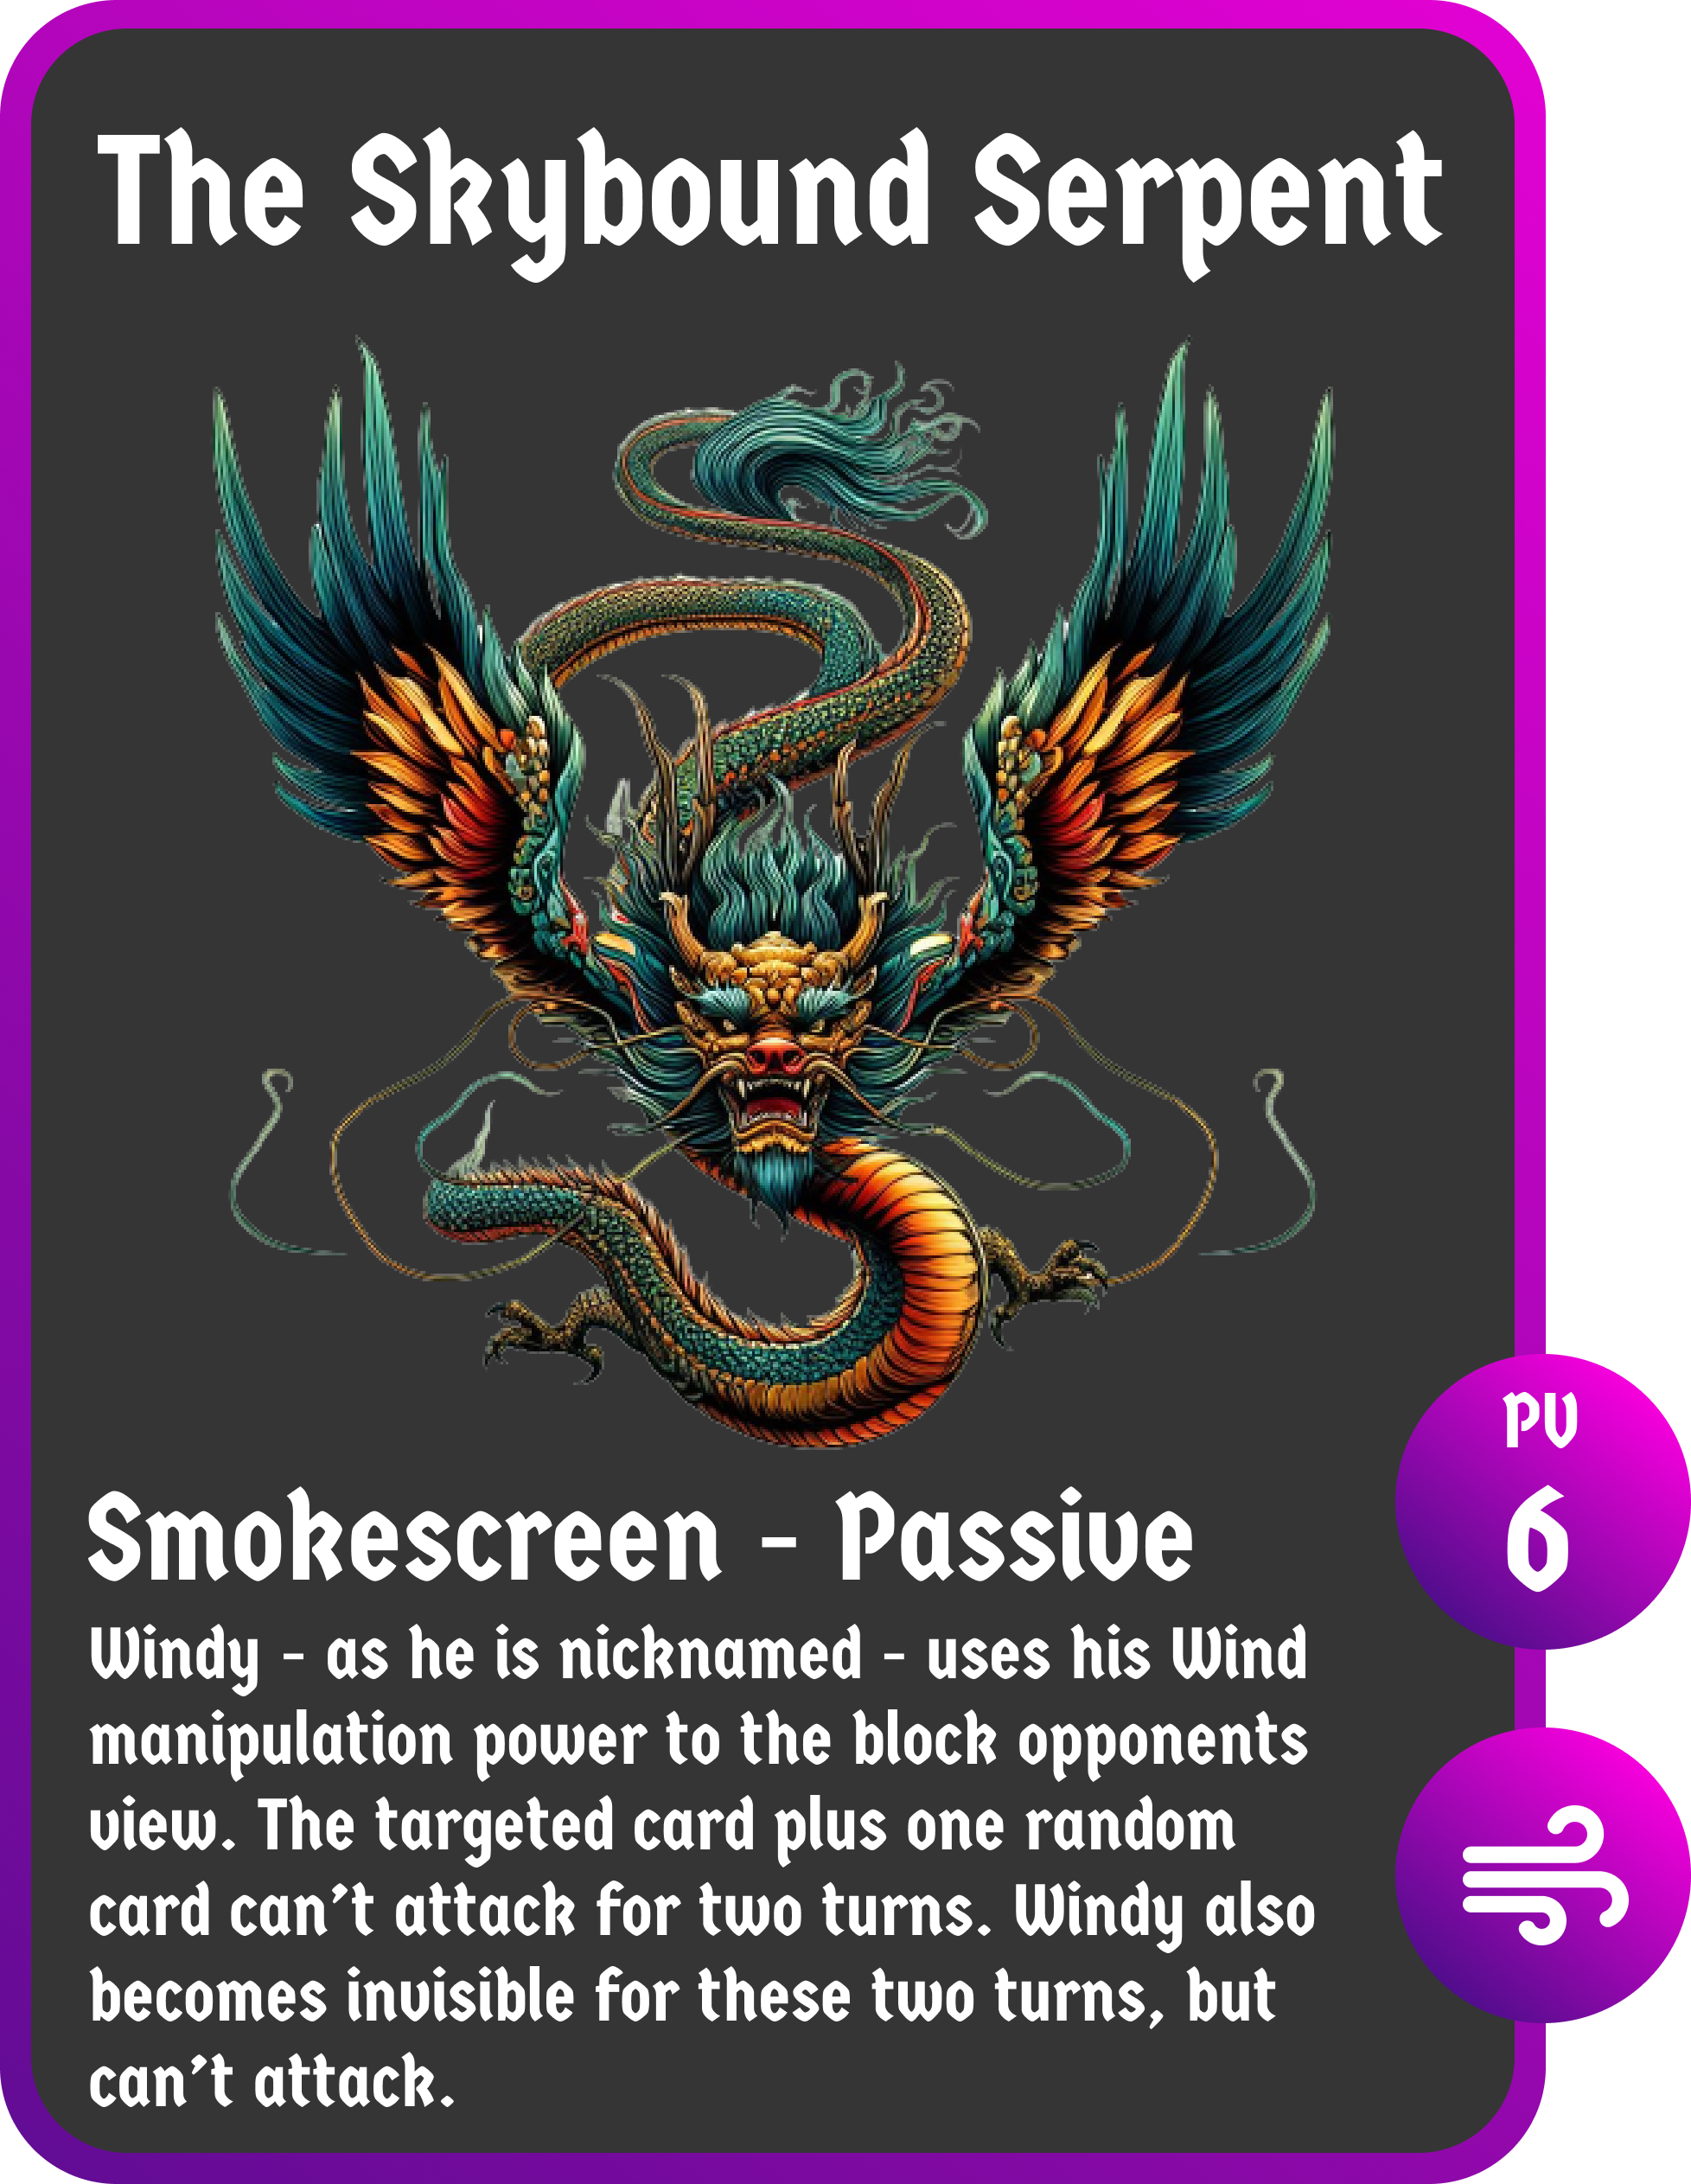 The Skybound Serpent
PV
6
Smokescreen - Passive
Windy - as he is nicknamed - uses his Wind
manipulation power to the block opponents
view. The targeted card plus one random
card can't attack for two turns. Windy also
becomes invisible for these two turns, but
can't attack.